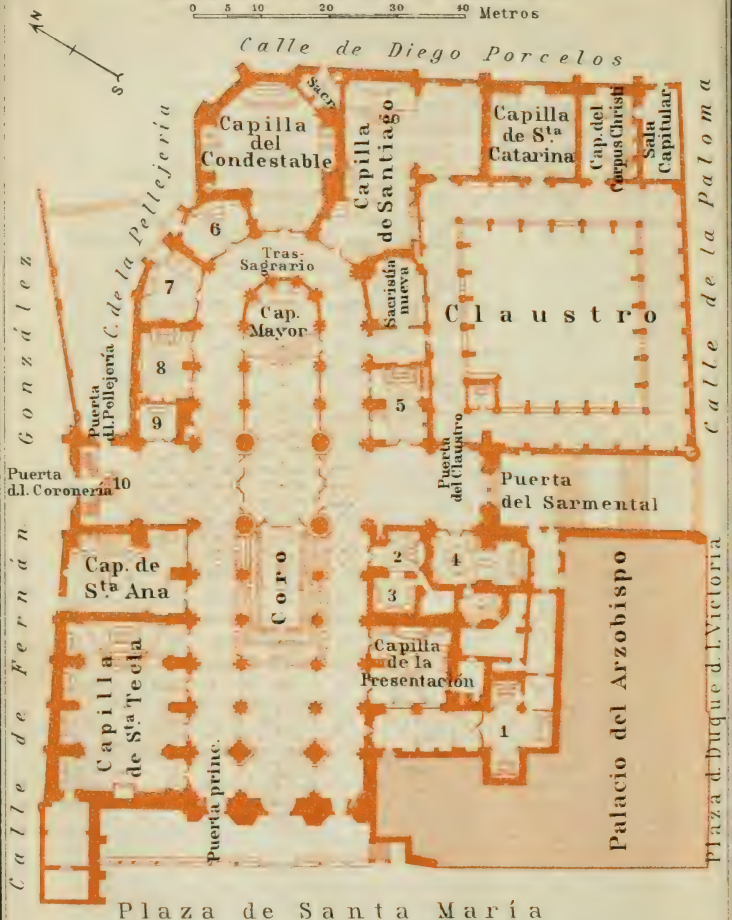 0 5 10 20 30 40 Metros
N
S
Calle de Diego Porcelos
Sacr.
Capilla
del
Condestable
Capilla
de Santiago
Capilla
de Sta
Catarina
Cap. del
Corpus Christi
Sala
Capitular
C. de la Pellejería
Calle de la Paloma
6
Tras-
Sagrario
7
Cap.
Mayor
Sacristia
nueva
Claustro
8
5
9
Puerta
d.l. Pellejería
Puerta
del Claustro
Puerta
d.l. Coronería
10
Puerta
del Sarmental
Calle de Fernán González
Cap. de
Sta Ana
Coro
2
4
3
Capilla
de Sta Tecla
Capilla
de la
Presentación
1
Palacio del Arzobispo
Plaza d. Duque d. l. Victoria
Puerta princ.
Plaza de Santa María